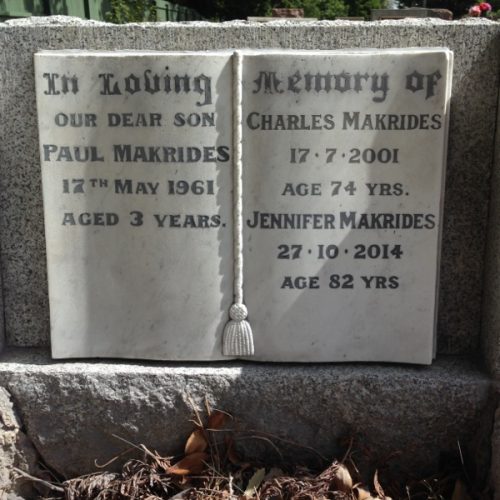 In Loving Memory of
OUR DEAR SON
PAUL MAKRIDES
17TH MAY 1961
AGED 3 YEARS.
CHARLES MAKRIDES
17·7·2001
AGE 74 YRS.
JENNIFER MAKRIDES
27·10·2014
AGE 82 YRS